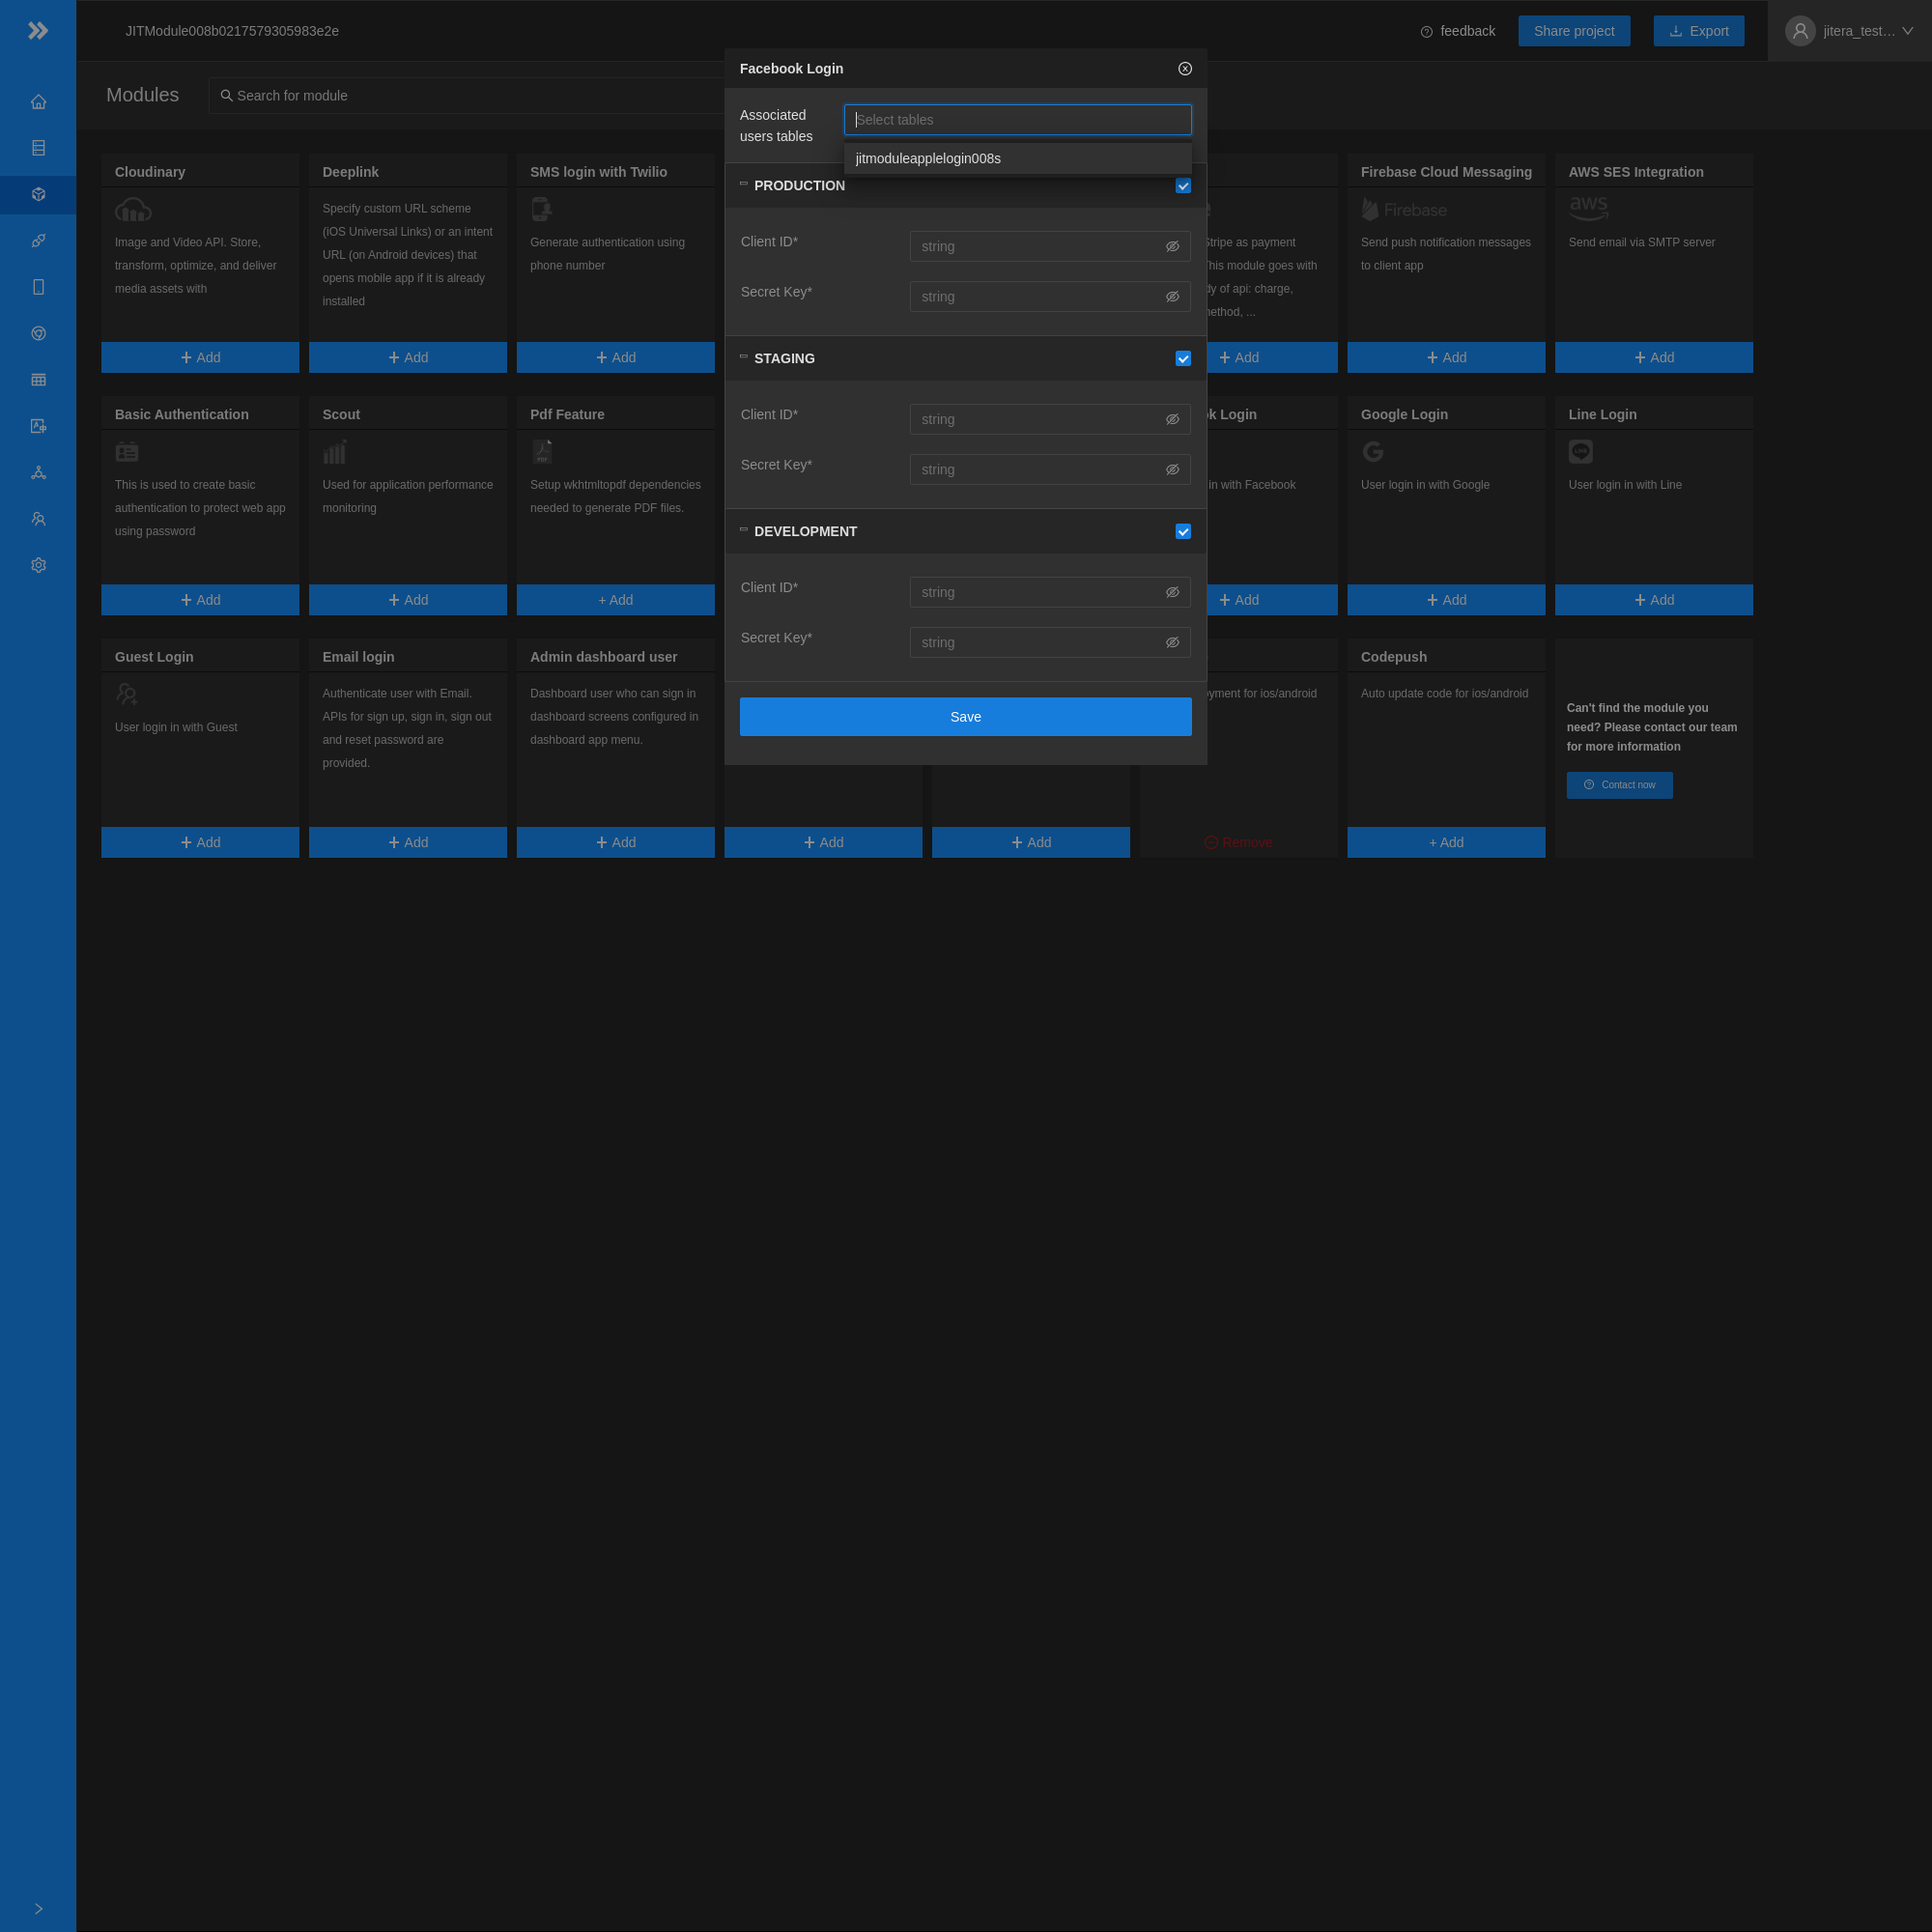 JITModule008b0217579305983e2e
feedback
Share project
Export
jitera_test...
Modules
Search for module
Facebook Login
Associated
users tables
Select tables
jitmoduleapplelogin008s
PRODUCTION
Client ID*
string
Secret Key*
string
STAGING
Client ID*
string
Secret Key*
string
DEVELOPMENT
Client ID*
string
Secret Key*
string
Save
Cloudinary
Image and Video API. Store,
transform, optimize, and deliver
media assets with
Add
Deeplink
Specify custom URL scheme
(iOS Universal Links) or an intent
URL (on Android devices) that
opens mobile app if it is already
installed
Add
SMS login with Twilio
Generate authentication using
phone number
Add
Stripe as payment
This module goes with
dy of api: charge,
method, ...
Add
Firebase Cloud Messaging
Firebase
Send push notification messages
to client app
Add
AWS SES Integration
aws
Send email via SMTP server
Add
Basic Authentication
This is used to create basic
authentication to protect web app
using password
Add
Scout
Used for application performance
monitoring
Add
Pdf Feature
PDF
Setup wkhtmltopdf dependencies
needed to generate PDF files.
+ Add
k Login
in with Facebook
Add
Google Login
G
User login in with Google
Add
Line Login
LINE
User login in with Line
Add
Guest Login
User login in with Guest
Add
Email login
Authenticate user with Email.
APIs for sign up, sign in, sign out
and reset password are
provided.
Add
Admin dashboard user
Dashboard user who can sign in
dashboard screens configured in
dashboard app menu.
Add
Add
Add
yment for ios/android
Remove
Codepush
Auto update code for ios/android
+ Add
Can't find the module you
need? Please contact our team
for more information
Contact now